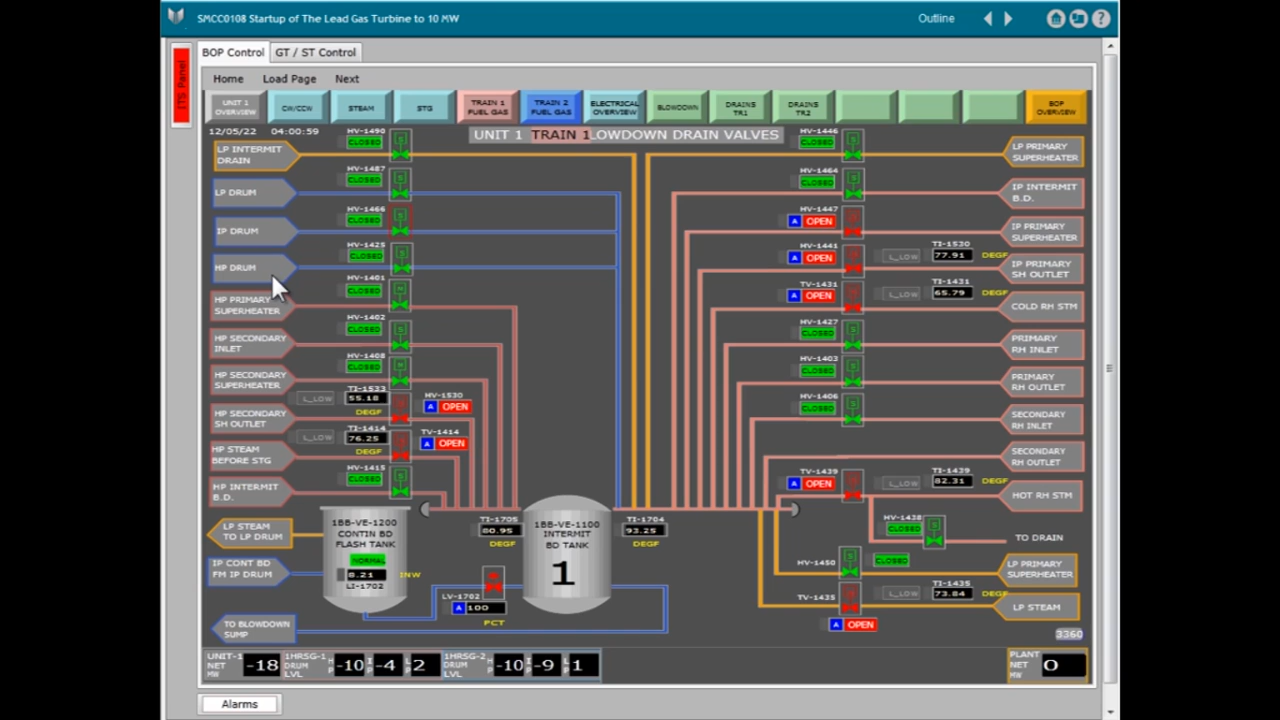 SMCC0108 Startup of The Lead Gas Turbine to 10 MW
Outline
ITS Panel
BOP Control
GT / ST Control
Home Load Page Next
UNIT 1 OVERVIEW
CW/CCW
STEAM
STG
TRAIN 1 FUEL GAS
TRAIN 2 FUEL GAS
ELECTRICAL OVERVIEW
BLOWDOWN
DRAINS TR1
DRAINS TR2
BOP OVERVIEW
12/05/22 04:00:59
UNIT 1 TRAIN 1LOWDOWN DRAIN VALVES
LP INTERMIT DRAIN
HV-1490
CLOSED
LP DRUM
HV-1487
CLOSED
IP DRUM
HV-1466
CLOSED
HP DRUM
HV-1425
CLOSED
HP PRIMARY SUPERHEATER
HV-1401
CLOSED
HP SECONDARY INLET
HV-1402
CLOSED
HP SECONDARY SUPERHEATER
HV-1408
CLOSED
HP SECONDARY SH OUTLET
L_LOW
TI-1533
55.18
DEGF
HV-1530
A OPEN
HP STEAM BEFORE STG
L_LOW
TI-1414
76.25
DEGF
TV-1414
A OPEN
HP INTERMIT B.D.
HV-1415
CLOSED
HV-1446
CLOSED
LP PRIMARY SUPERHEATER
HV-1464
CLOSED
IP INTERMIT B.D.
HV-1447
A OPEN
IP PRIMARY SUPERHEATER
HV-1441
A OPEN
L_LOW
TI-1530
77.91
DEGF
IP PRIMARY SH OUTLET
TV-1431
A OPEN
L_LOW
TI-1431
65.79
DEGF
COLD RH STM
HV-1427
CLOSED
PRIMARY RH INLET
HV-1403
CLOSED
PRIMARY RH OUTLET
HV-1406
CLOSED
SECONDARY RH INLET
SECONDARY RH OUTLET
TV-1439
A OPEN
L_LOW
TI-1439
82.31
DEGF
HOT RH STM
HV-1438
CLOSED
TO DRAIN
HV-1450
CLOSED
LP PRIMARY SUPERHEATER
TV-1435
A OPEN
L_LOW
TI-1435
73.84
DEGF
LP STEAM
LP STEAM TO LP DRUM
IP CONT BD FM IP DRUM
TO BLOWDOWN SUMP
1BB-VE-1200
CONTIN BD
FLASH TANK
NORMAL
8.21
INW
LI-1702
TI-1705
80.95
DEGF
1BB-VE-1100
INTERMIT
BD TANK
1
TI-1704
93.25
DEGF
LV-1702
A 100
PCT
3360
UNIT-1 NET MW -18
1HRSG-1 DRUM LVL HP -10 IP -4 LP 2
1HRSG-2 DRUM LVL HP -10 IP -9 LP 1
PLANT NET MW 0
Alarms